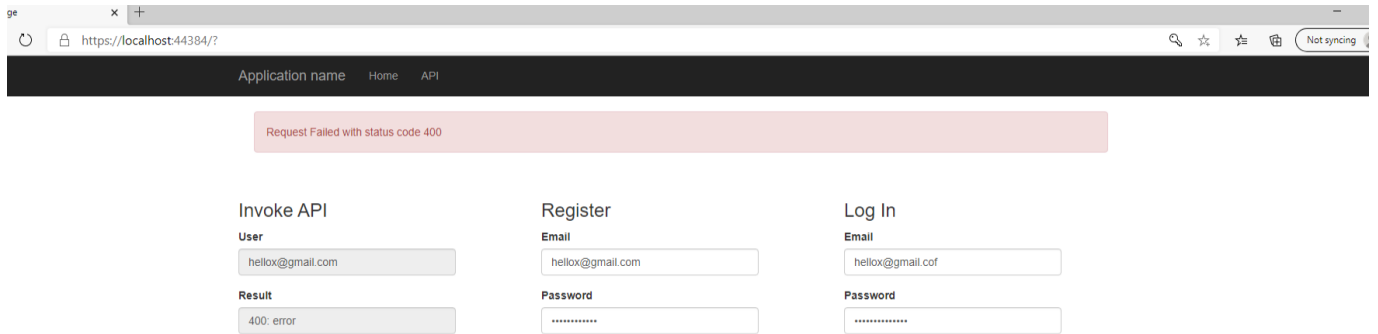 ge
https://localhost:44384/?
Not syncing
Application name Home API
Request Failed with status code 400
Invoke API Register Log In
User Email Email
hellox@gmail.com hellox@gmail.com hellox@gmail.cof
Result Password Password
400: error •••••••••••• ••••••••••••••